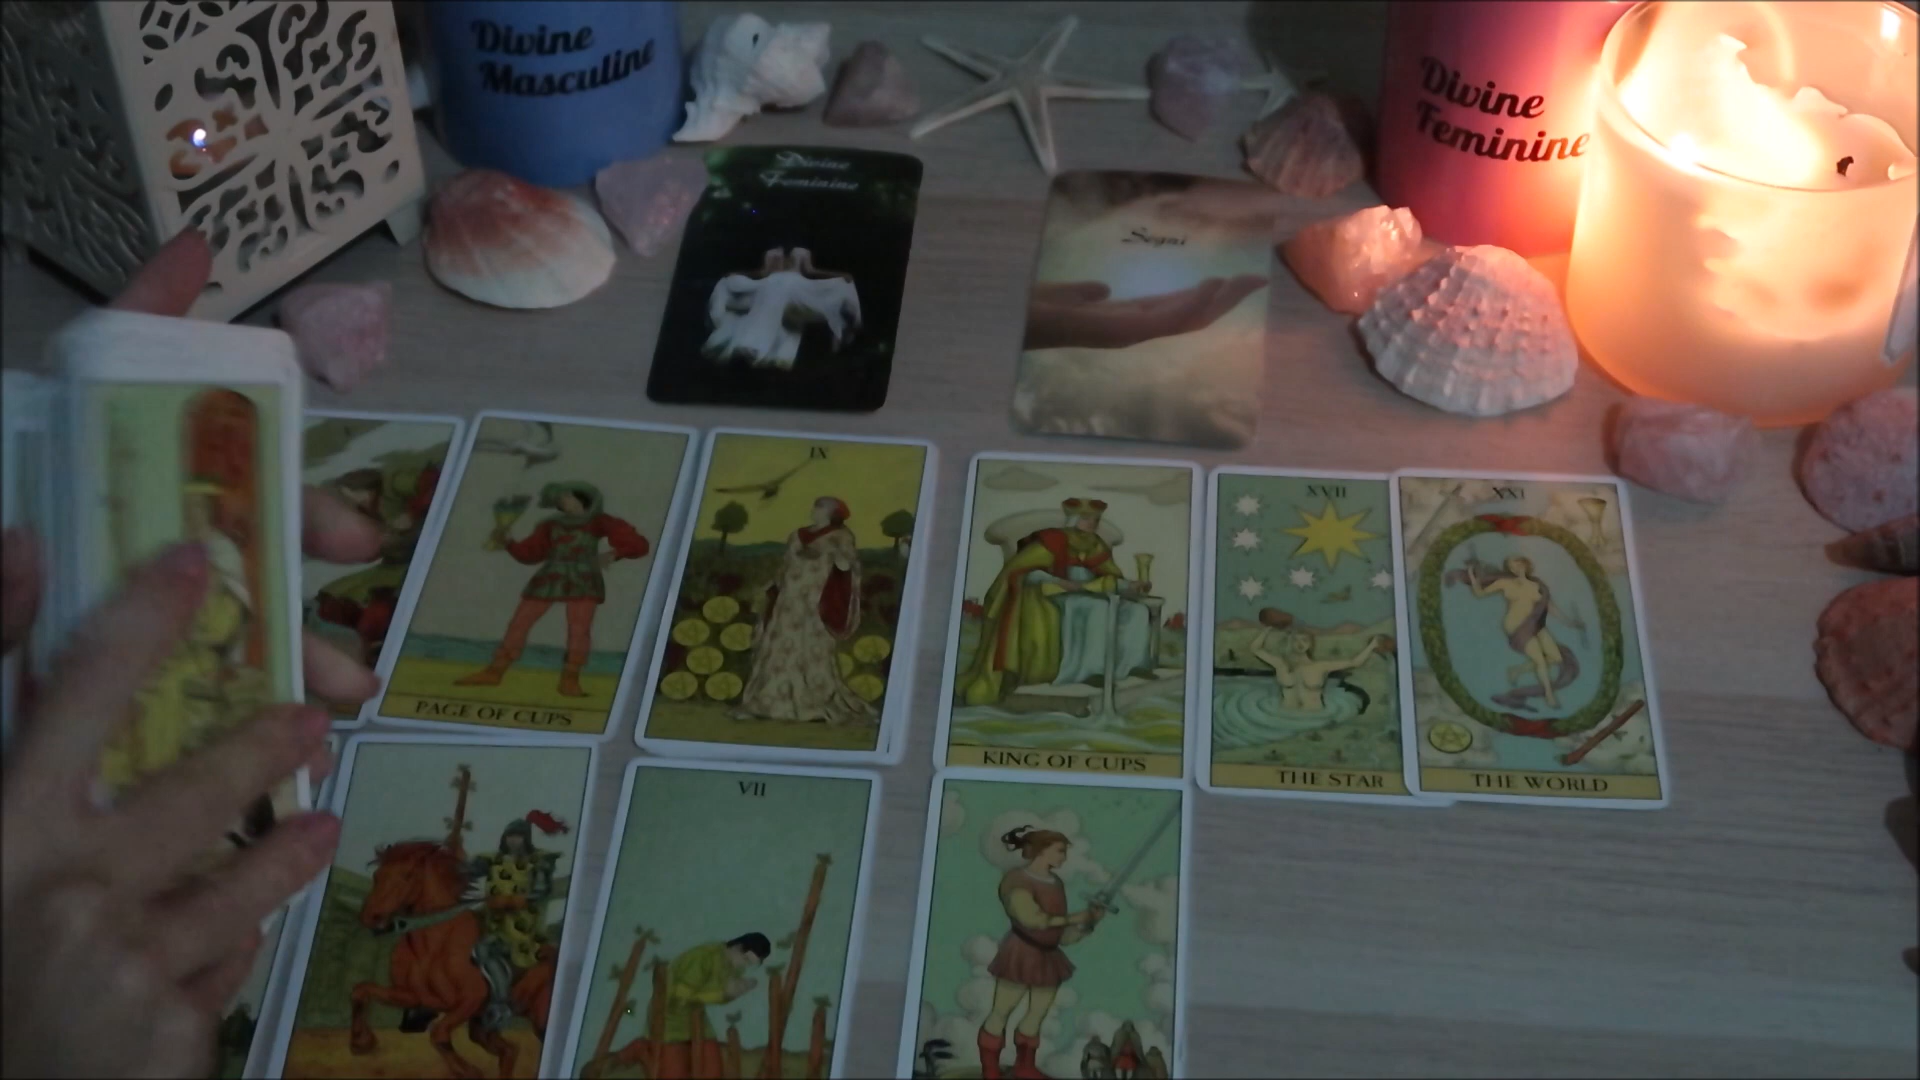 Divine
Masculine
Divine
Feminine
Divine
Feminine
Segni
PAGE OF CUPS
IX
KING OF CUPS
XVII
THE STAR
XXI
THE WORLD
VII